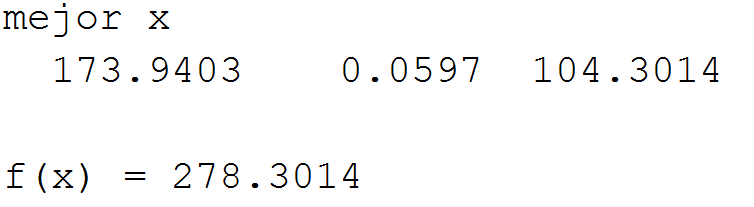 mejor x
173.9403 0.0597 104.3014
f(x) = 278.3014